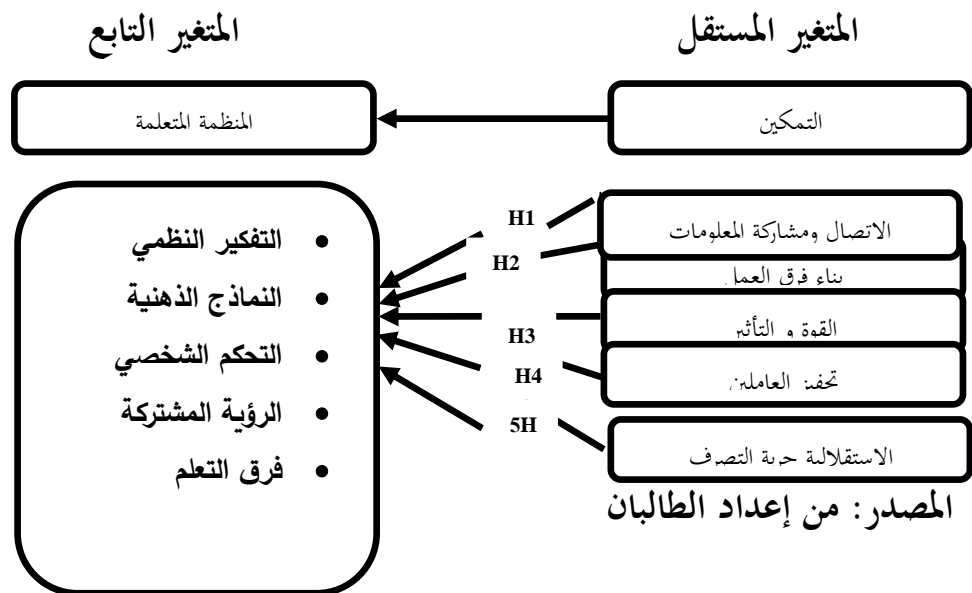 المتغير المستقل
المتغير التابع
التمكين
المنظمة المتعلمة
الاتصال ومشاركة المعلومات
بناء فرق العمل
القوة و التأثير
تحفيز العاملين
الاستقلالية حرية التصرف
H1
H2
H3
H4
5H
• التفكير النظمي
• النماذج الذهنية
• التحكم الشخصي
• الرؤية المشتركة
• فرق التعلم
المصدر: من إعداد الطالبان